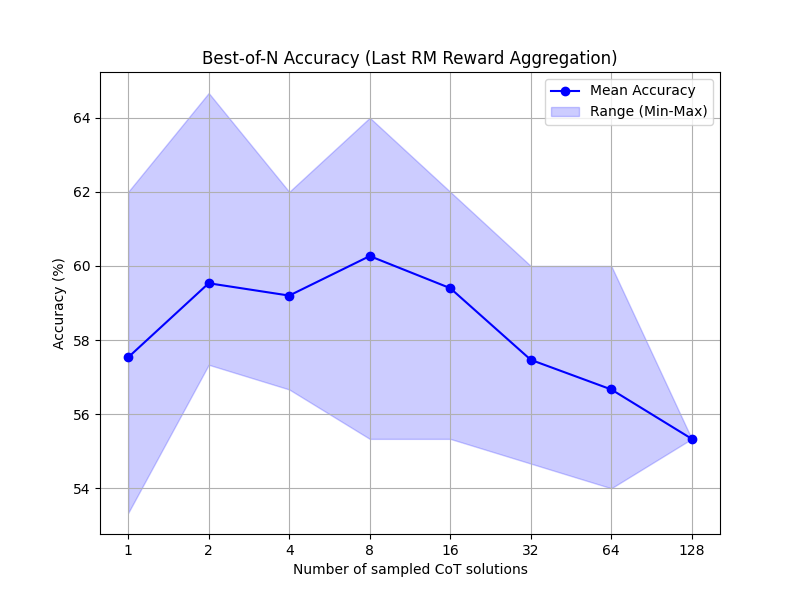 Best-of-N Accuracy (Last RM Reward Aggregation)
Mean Accuracy
Range (Min-Max)
Accuracy (%)
64
62
60
58
56
54
1 2 4 8 16 32 64 128
Number of sampled CoT solutions